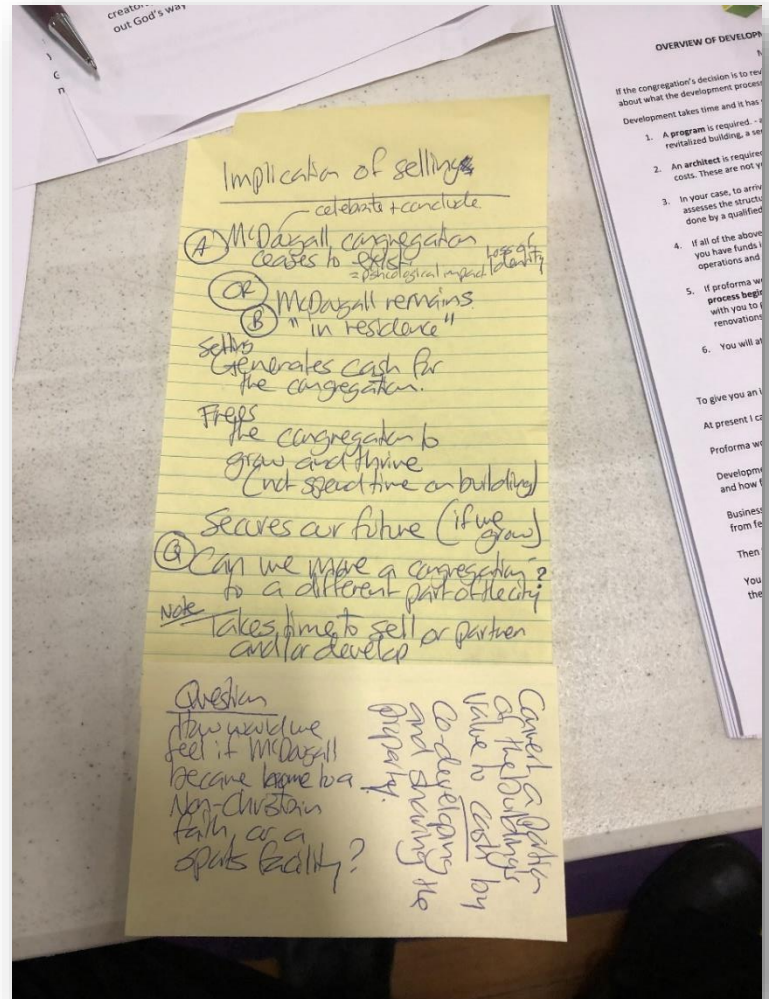 creator
out God's way
OVERVIEW OF DEVELOP
If the congregation's decision is to rev
about what the development proces
Development takes time and it has
1. A program is required. - a
revitalized building, a se
2. An architect is require
costs. These are not y
3. In your case, to arriv
assesses the structu
done by a qualified
4. If all of the above
you have funds i
operations and
5. If proforma w
process begi
with you to
renovations
6. You will at
To give you an i
At present I ca
Proforma wo
Developme
and how f
Business
from fe
Then
You
the
Implication of selling
celebrate + conclude
(A) McDougall congregation
ceases to exist Loss of
= pshcological impact Identity
(OR) McDougall remains
(B) "in residence"
Selling
Generates cash for
the congregation.
Frees
the congregation to
grow and thrive
(not spend time on building)
Secures our future (if we
grow)
(Q) Can we move a congregation
to a different part of the city?
Note Takes time to sell or partner
and/or develop
Question
How would we
feel if McDougall
became home to a
Non-Christain
faith, or a
sports facility?
Convert a portion
of the buildings
value to cash by
Co-developing
and sharing the
property.